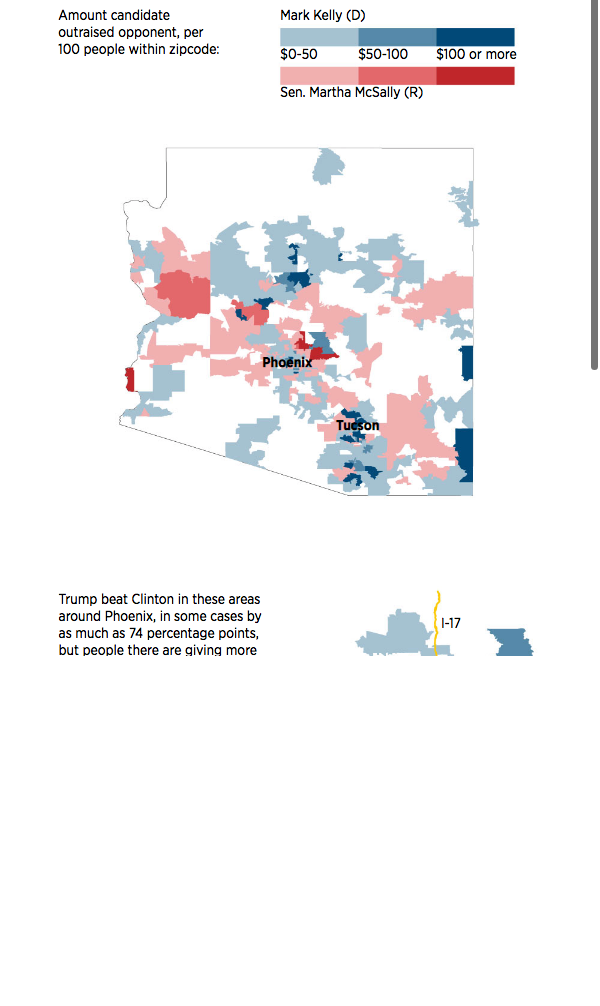 Amount candidate
outraised opponent, per
100 people within zipcode:
Mark Kelly (D)
$0-50 $50-100 $100 or more
Sen. Martha McSally (R)
Phoenix
Tucson
Trump beat Clinton in these areas
around Phoenix, in some cases by
as much as 74 percentage points,
but people there are giving more
I-17